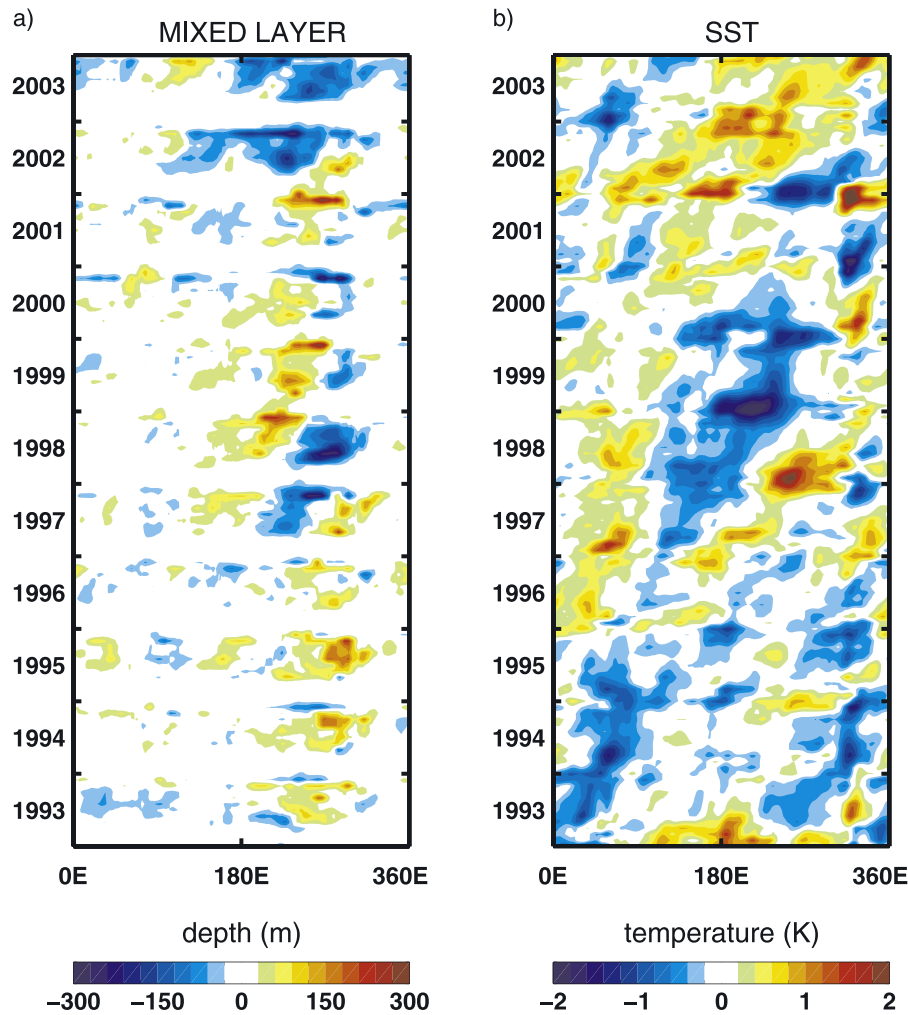 a)
MIXED LAYER
2003
2002
2001
2000
1999
1998
1997
1996
1995
1994
1993
0E 180E 360E
depth (m)
−300 −150 0 150 300
b)
SST
2003
2002
2001
2000
1999
1998
1997
1996
1995
1994
1993
0E 180E 360E
temperature (K)
−2 −1 0 1 2